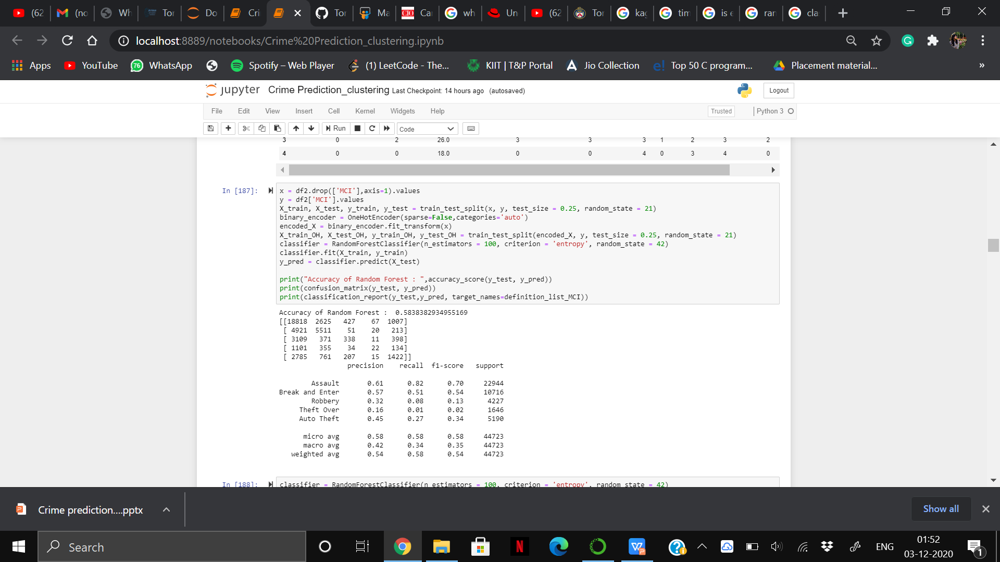 (62
(no
Wh
Tor
Do
Cri
Tor
Ma
CIO Ca
wh
Un
(62
Tor
kag
tim
is e
ran
cla
localhost:8889/notebooks/Crime%20Prediction_clustering.ipynb
Apps YouTube 76 WhatsApp Spotify – Web Player (1) LeetCode - The... KIIT | T&P Portal Jio Collection e! Top 50 C program... Placement material... »
jupyter Crime Prediction_clustering Last Checkpoint: 14 hours ago (autosaved) Logout
File Edit View Insert Cell Kernel Widgets Help Trusted Python 3
Run Code
3 0 2 26.0 3 3 3 1 2 3 2
4 0 0 18.0 0 0 4 0 3 4 0
In [187]:
x = df2.drop(['MCI'],axis=1).values
y = df2['MCI'].values
X_train, X_test, y_train, y_test = train_test_split(x, y, test_size = 0.25, random_state = 21)
binary_encoder = OneHotEncoder(sparse=False,categories='auto')
encoded_X = binary_encoder.fit_transform(x)
X_train_OH, X_test_OH, y_train_OH, y_test_OH = train_test_split(encoded_X, y, test_size = 0.25, random_state = 21)
classifier = RandomForestClassifier(n_estimators = 100, criterion = 'entropy', random_state = 42)
classifier.fit(X_train, y_train)
y_pred = classifier.predict(X_test)
print("Accuracy of Random Forest : ",accuracy_score(y_test, y_pred))
print(confusion_matrix(y_test, y_pred))
print(classification_report(y_test,y_pred, target_names=definition_list_MCI))
Accuracy of Random Forest :  0.5838382934955169
[[18818 2625 427 67 1007]
[ 4921 5511 51 20 213]
[ 3109 371 338 11 398]
[ 1101 355 34 22 134]
[ 2785 761 207 15 1422]]
precision recall f1-score support
Assault 0.61 0.82 0.70 22944
Break and Enter 0.57 0.51 0.54 10716
Robbery 0.32 0.08 0.13 4227
Theft Over 0.16 0.01 0.02 1646
Auto Theft 0.45 0.27 0.34 5190
micro avg 0.58 0.58 0.58 44723
macro avg 0.42 0.34 0.35 44723
weighted avg 0.54 0.58 0.54 44723
In [188]:
classifier = RandomForestClassifier(n_estimators = 100, criterion = 'entropy', random_state = 42)
Crime prediction....pptx
Show all
Search
ENG
01:52
03-12-2020
1